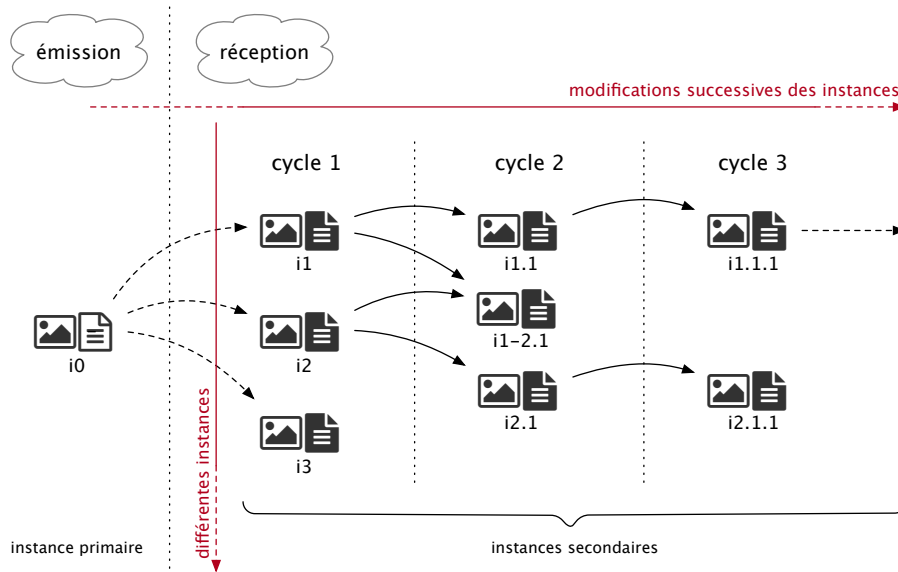 émission
réception
modifications successives des instances
cycle 1
cycle 2
cycle 3
i1
i1.1
i1.1.1
i0
i2
i1-2.1
i3
i2.1
i2.1.1
différentes instances
instance primaire
instances secondaires